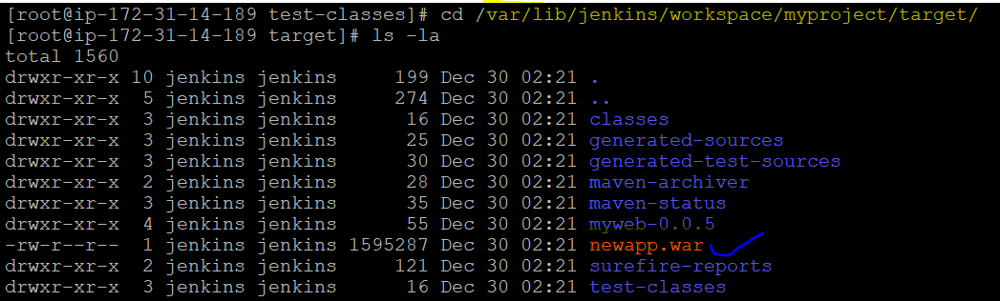 [root@ip-172-31-14-189 test-classes]# cd /var/lib/jenkins/workspace/myproject/target/
[root@ip-172-31-14-189 target]# ls -la
total 1560
drwxr-xr-x 10 jenkins jenkins     199 Dec 30 02:21 .
drwxr-xr-x  5 jenkins jenkins     274 Dec 30 02:21 ..
drwxr-xr-x  3 jenkins jenkins      16 Dec 30 02:21 classes
drwxr-xr-x  3 jenkins jenkins      25 Dec 30 02:21 generated-sources
drwxr-xr-x  3 jenkins jenkins      30 Dec 30 02:21 generated-test-sources
drwxr-xr-x  2 jenkins jenkins      28 Dec 30 02:21 maven-archiver
drwxr-xr-x  3 jenkins jenkins      35 Dec 30 02:21 maven-status
drwxr-xr-x  4 jenkins jenkins      55 Dec 30 02:21 myweb-0.0.5
-rw-r--r--  1 jenkins jenkins 1595287 Dec 30 02:21 newapp.war
drwxr-xr-x  2 jenkins jenkins     121 Dec 30 02:21 surefire-reports
drwxr-xr-x  3 jenkins jenkins      16 Dec 30 02:21 test-classes